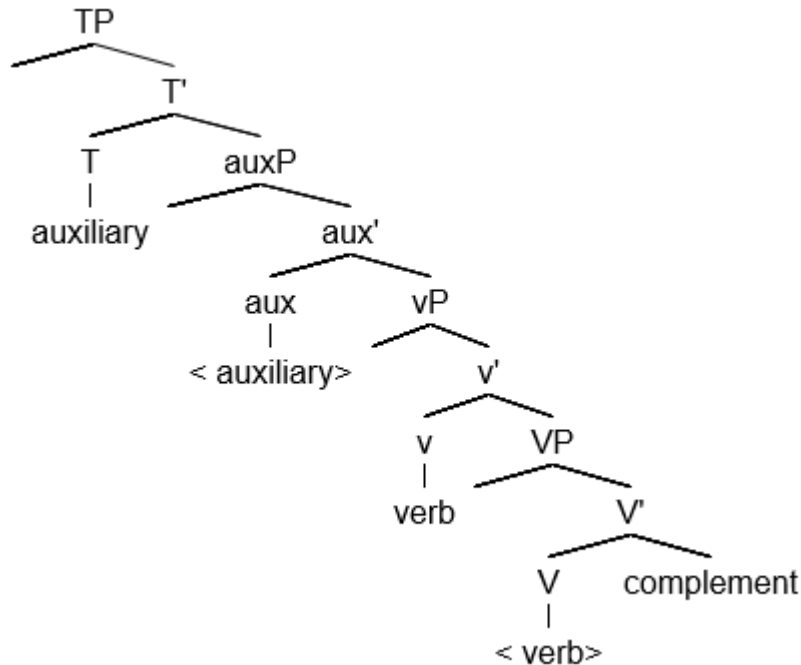 TP
T'
T auxP
auxiliary aux'
aux vP
< auxiliary> v'
v VP
verb V'
V complement
< verb>